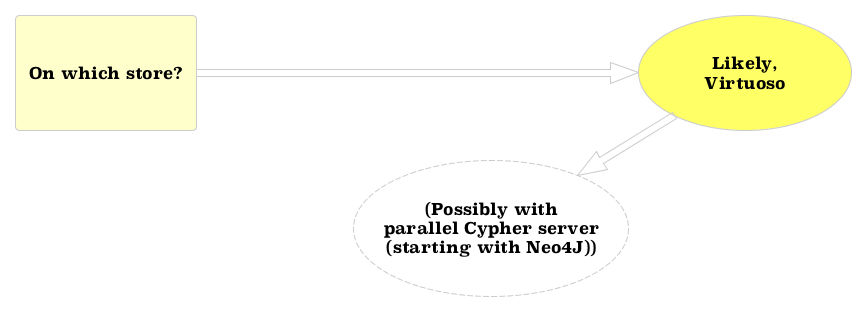 On which store?
Likely,
Virtuoso
(Possibly with
parallel Cypher server
(starting with Neo4J))